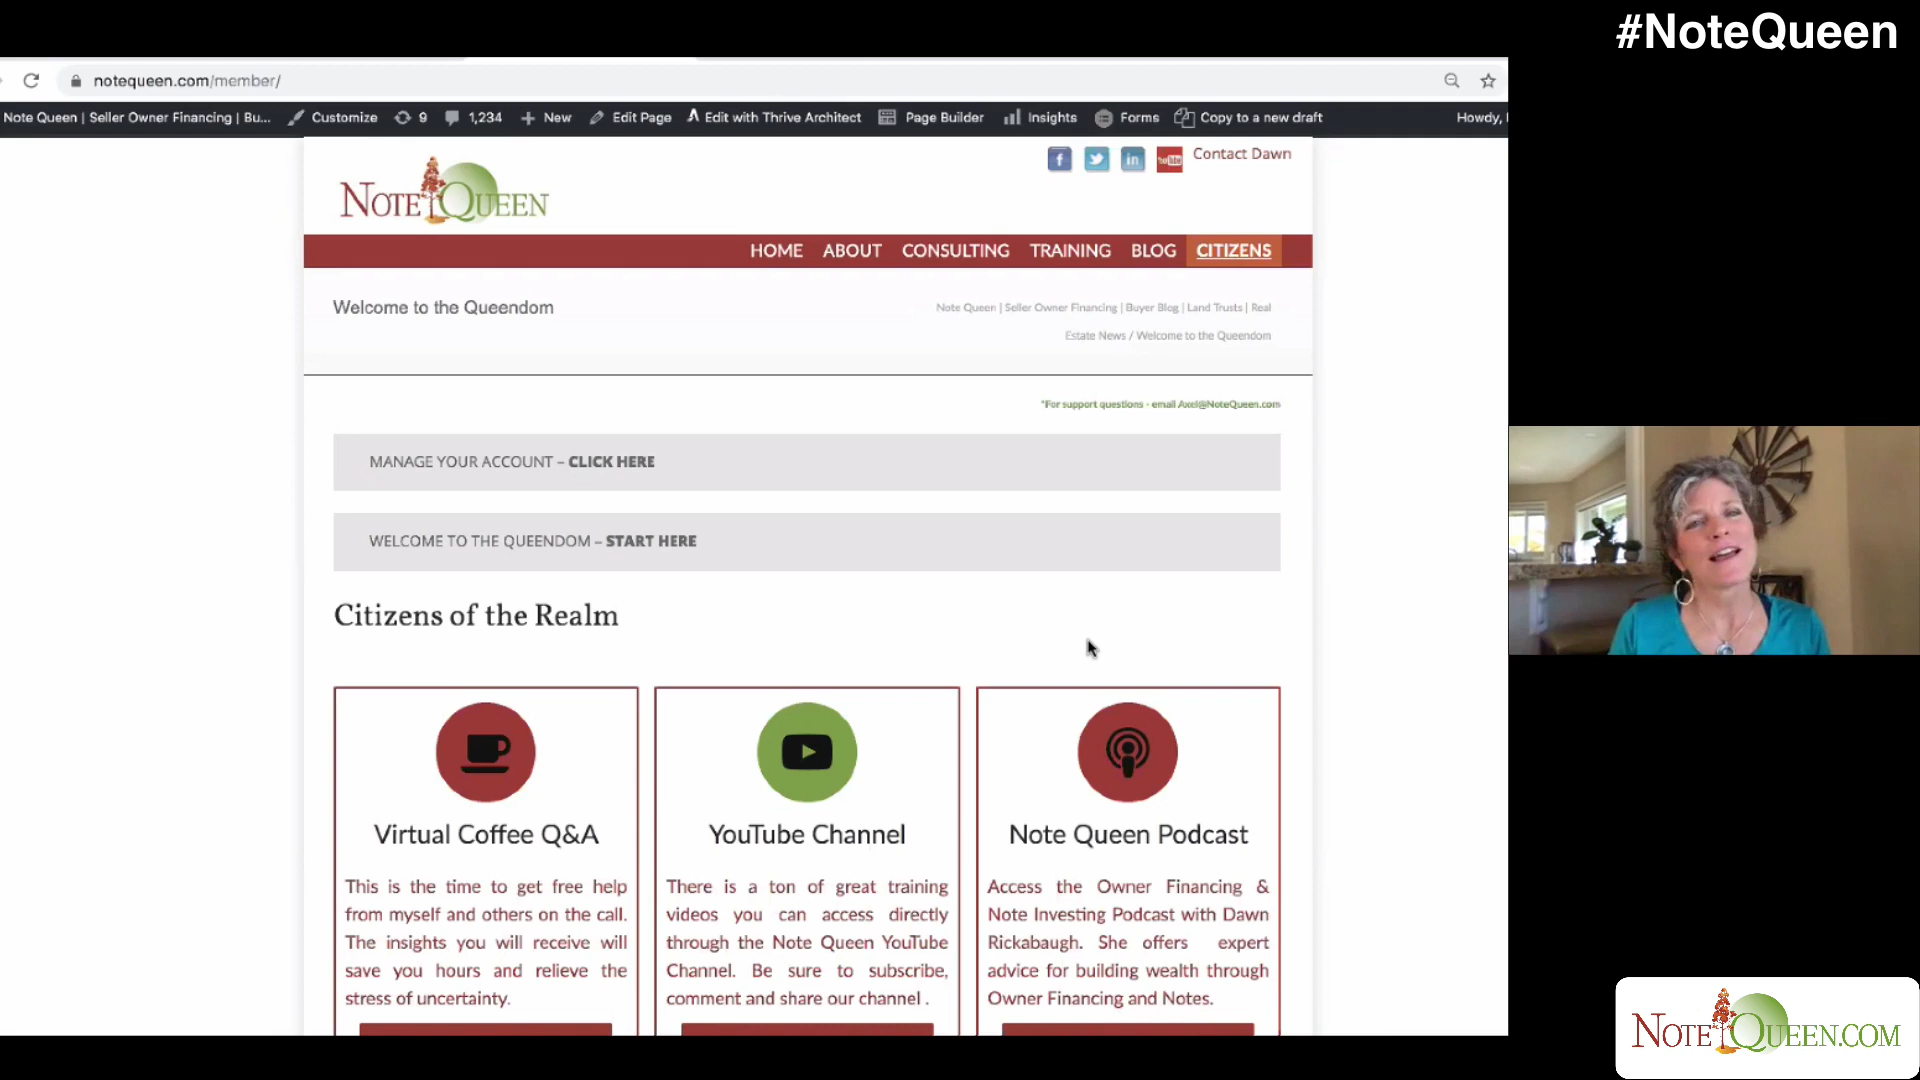 #NoteQueen
notequeen.com/member/
Note Queen | Seller Owner Financing | Bu... Customize 9 1,234 New Edit Page Edit with Thrive Architect Page Builder Insights Forms Copy to a new draft Howdy,
f in YouTube Contact Dawn
NOTE QUEEN
HOME ABOUT CONSULTING TRAINING BLOG CITIZENS
Welcome to the Queendom
Note Queen | Seller Owner Financing | Buyer Blog | Land Trusts | Real
Estate News / Welcome to the Queendom
*For support questions - email Axel@NoteQueen.com
MANAGE YOUR ACCOUNT – CLICK HERE
WELCOME TO THE QUEENDOM – START HERE
Citizens of the Realm
Virtual Coffee Q&A
This is the time to get free help
from myself and others on the call.
The insights you will receive will
save you hours and relieve the
stress of uncertainty.
YouTube Channel
There is a ton of great training
videos you can access directly
through the Note Queen YouTube
Channel. Be sure to subscribe,
comment and share our channel .
Note Queen Podcast
Access the Owner Financing &
Note Investing Podcast with Dawn
Rickabaugh. She offers expert
advice for building wealth through
Owner Financing and Notes.
NOTE QUEEN.COM